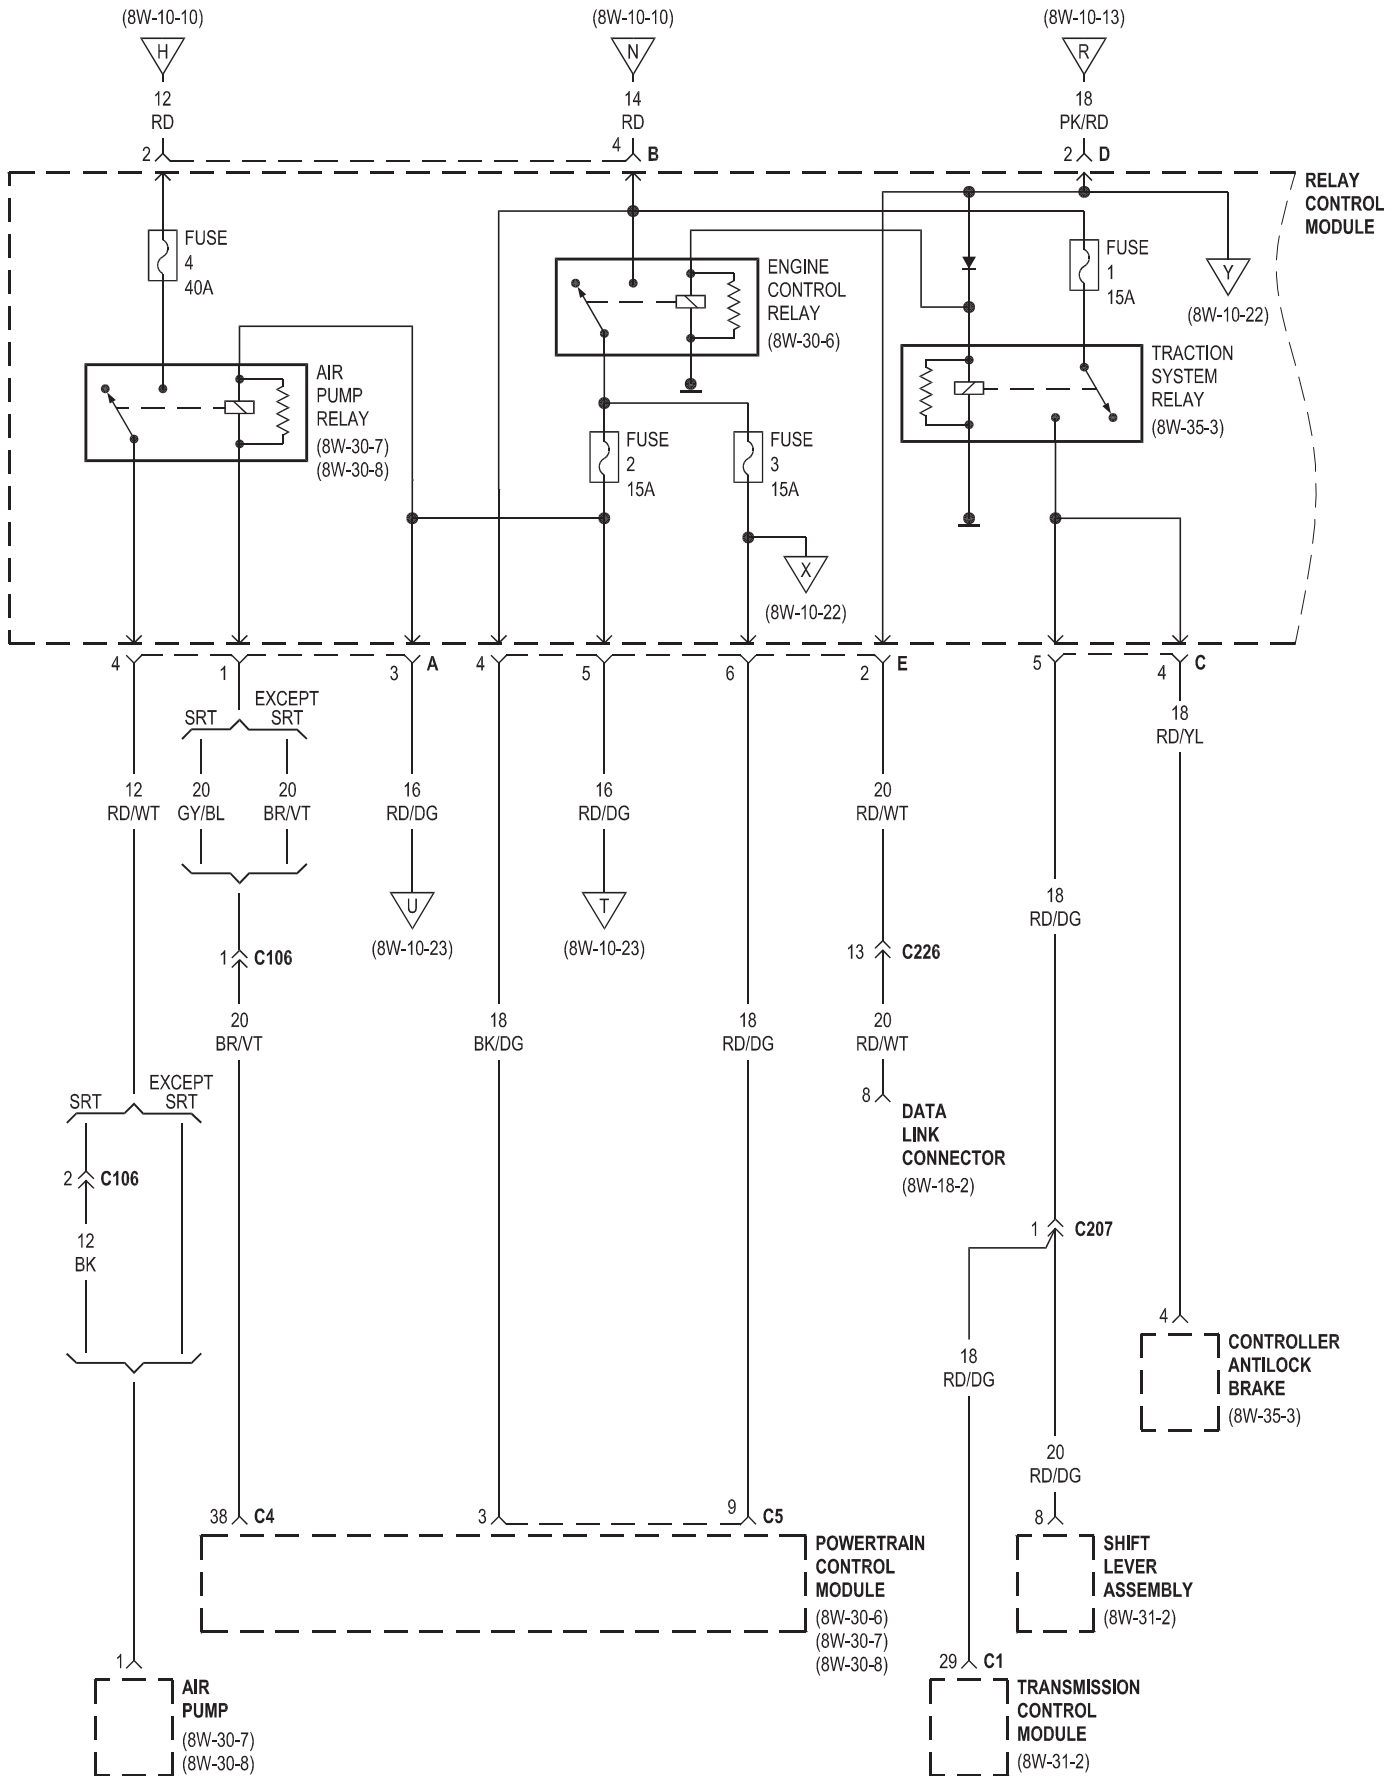 (8W-10-10)
(8W-10-10)
(8W-10-13)
H
N
R
12
RD
14
RD
18
PK/RD
2
4
B
2
D
RELAY
CONTROL
MODULE
FUSE
4
40A
ENGINE
CONTROL
RELAY
(8W-30-6)
FUSE
1
15A
Y
(8W-10-22)
AIR
PUMP
RELAY
(8W-30-7)
(8W-30-8)
TRACTION
SYSTEM
RELAY
(8W-35-3)
FUSE
2
15A
FUSE
3
15A
X
(8W-10-22)
4
1
3
A
4
5
6
2
E
5
4
C
SRT
EXCEPT
SRT
18
RD/YL
12
RD/WT
20
GY/BL
20
BR/VT
16
RD/DG
16
RD/DG
20
RD/WT
U
T
18
RD/DG
(8W-10-23)
(8W-10-23)
1
C106
13
C226
20
BR/VT
18
BK/DG
18
RD/DG
20
RD/WT
SRT
EXCEPT
SRT
8
DATA
LINK
CONNECTOR
(8W-18-2)
2
C106
1
C207
12
BK
4
CONTROLLER
ANTILOCK
BRAKE
(8W-35-3)
18
RD/DG
20
RD/DG
38
C4
3
9
C5
8
POWERTRAIN
CONTROL
MODULE
(8W-30-6)
(8W-30-7)
(8W-30-8)
SHIFT
LEVER
ASSEMBLY
(8W-31-2)
1
29
C1
AIR
PUMP
(8W-30-7)
(8W-30-8)
TRANSMISSION
CONTROL
MODULE
(8W-31-2)